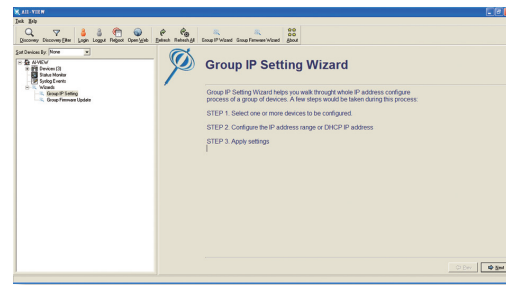 AII - VIEW
Task Help
Discovery Discovery Filter Login Logout Reboot Open Web Refresh Refresh All Group IP Wizard Group Firmware Wizard About
Sort Devices By: None
AI-VIEW
Devices (3)
Status Monitor
Syslog Events
Wizards
Group IP Setting
Group Firmware Update
Group IP Setting Wizard
Group IP Setting Wizard helps you walk throught whole IP address configure
process of a group of devices. A few steps would be taken during this process:
STEP 1. Select one or more devices to be configured.
STEP 2. Configure the IP address range or DHCP IP address
STEP 3. Apply settings
Prev Next